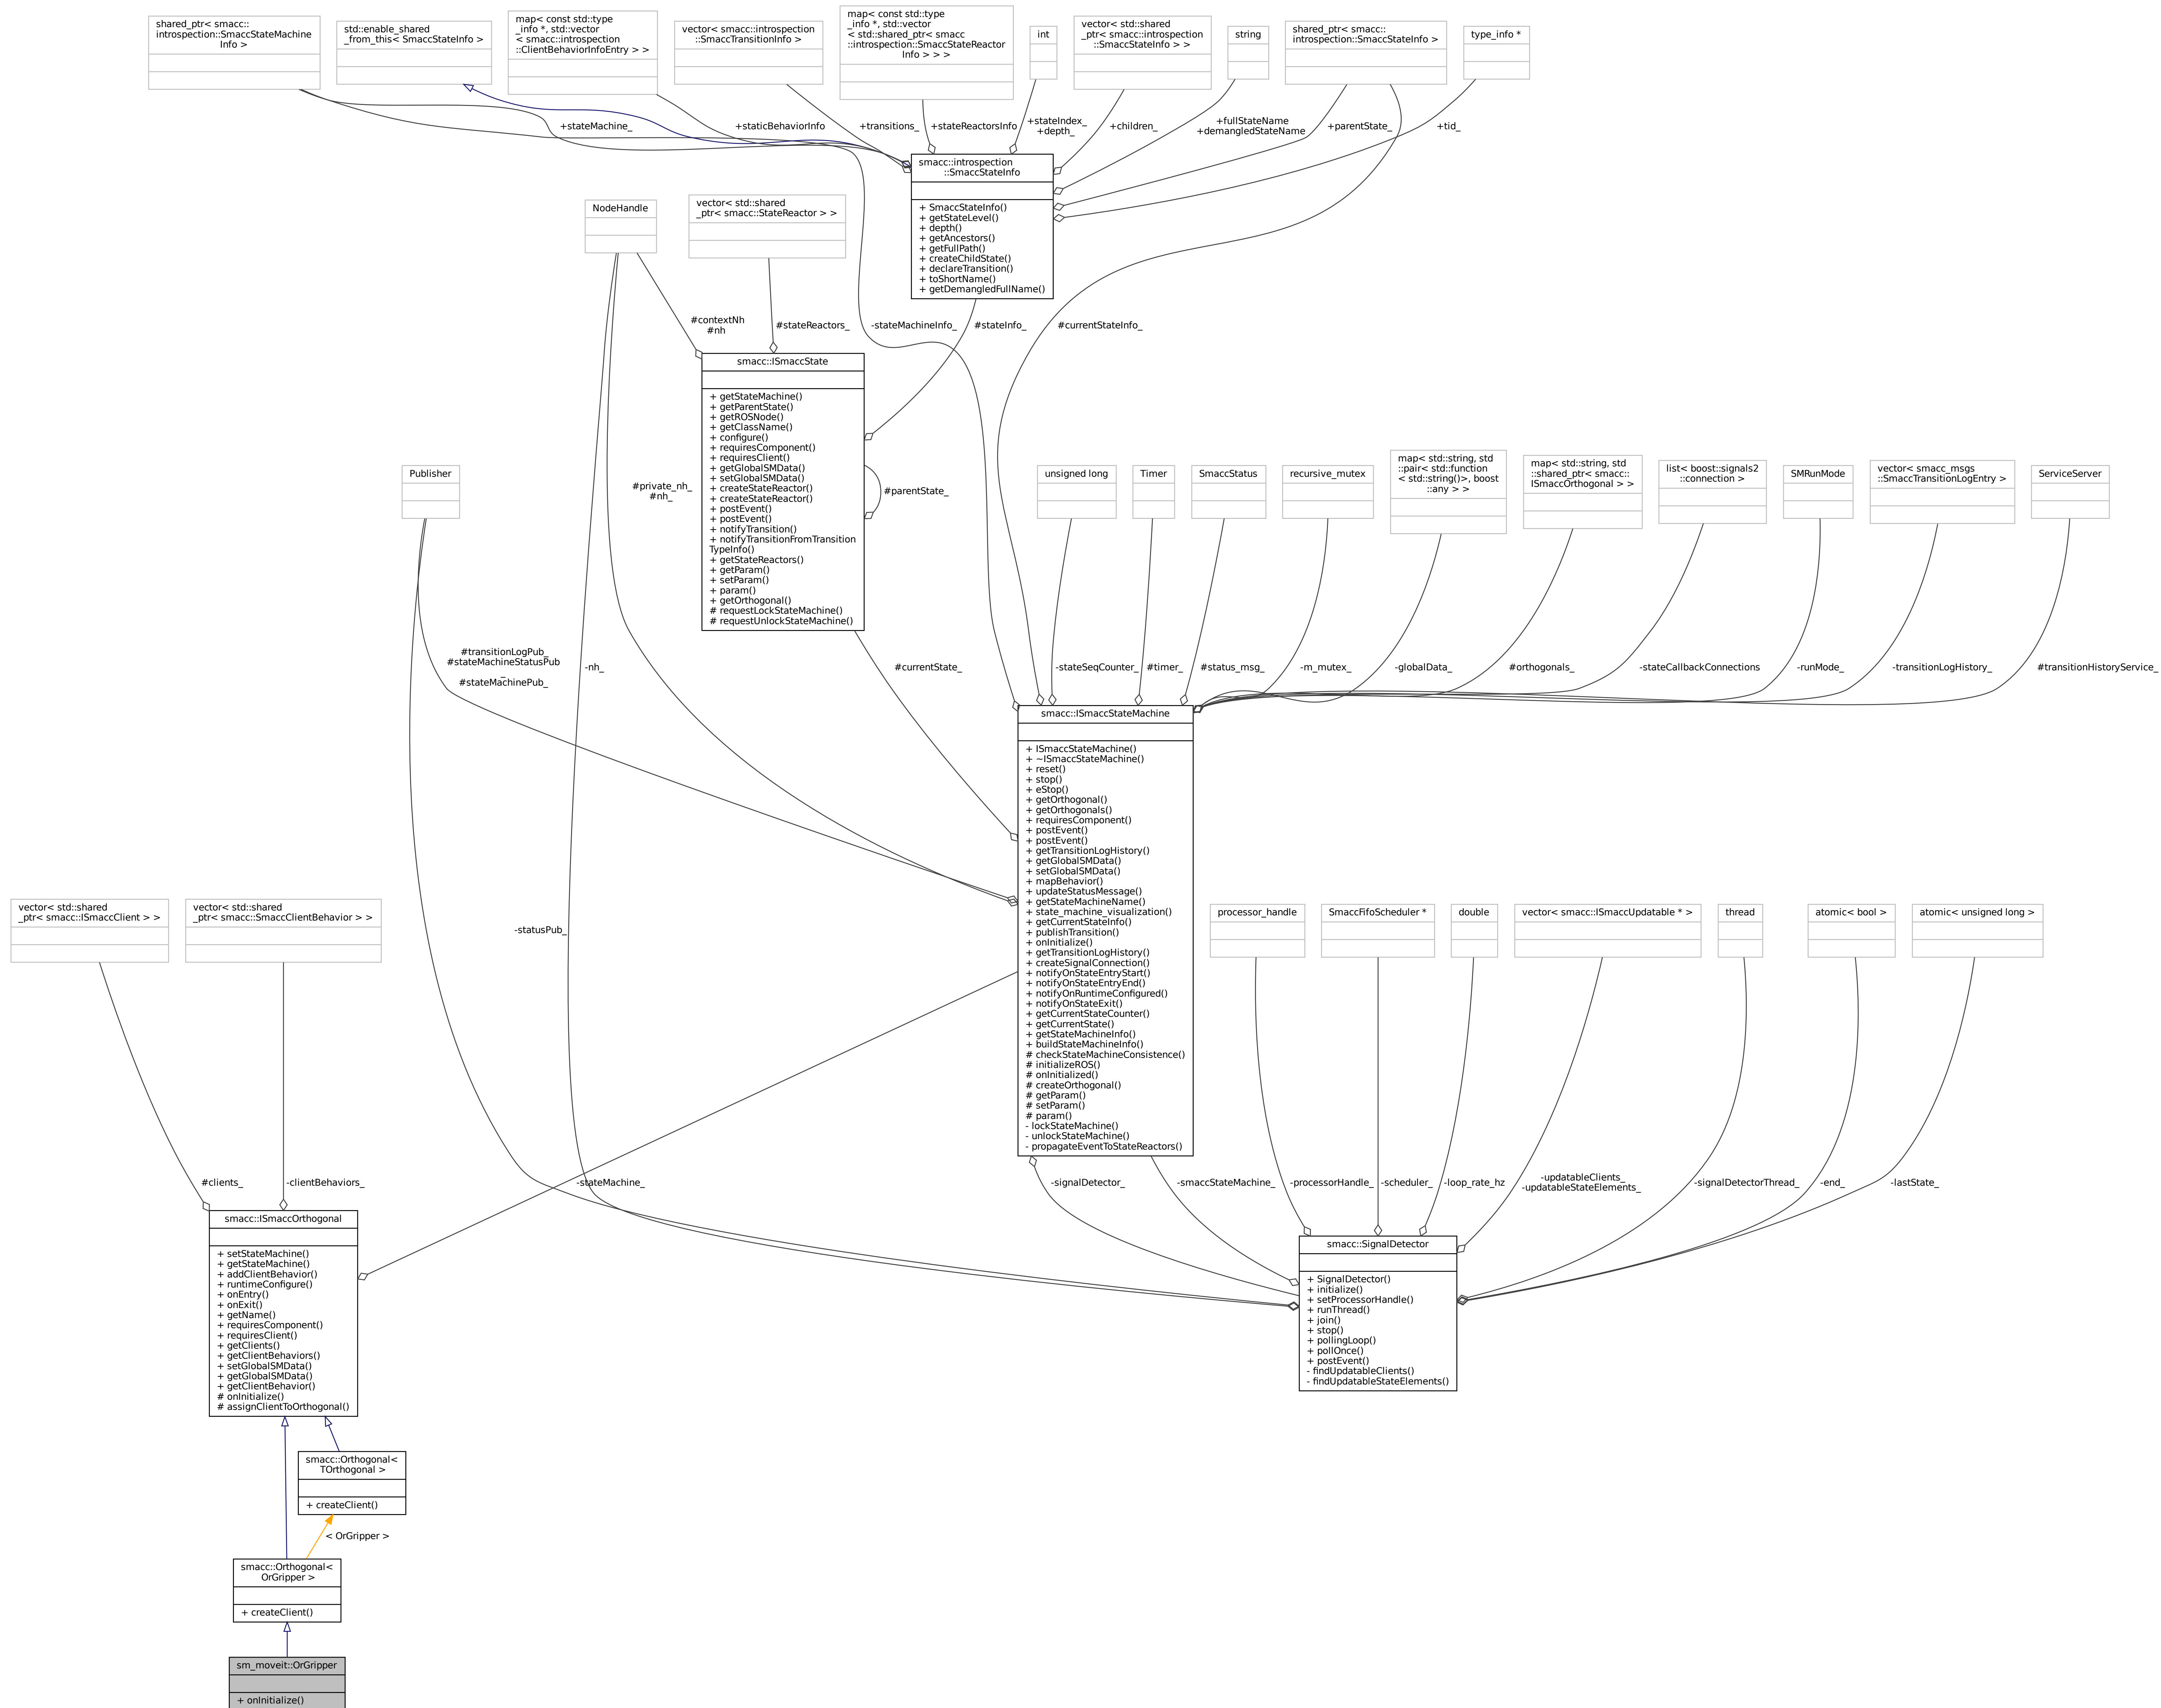 shared_ptr< smacc::
introspection::SmaccStateMachine
Info >
std::enable_shared
_from_this< SmaccStateInfo >
map< const std::type
_info *, std::vector
< smacc::introspection
::ClientBehaviorInfoEntry > >
vector< smacc::introspection
::SmaccTransitionInfo >
map< const std::type
_info *, std::vector
< std::shared_ptr< smacc
::introspection::SmaccStateReactor
Info > > >
int
vector< std::shared
_ptr< smacc::introspection
::SmaccStateInfo > >
string
shared_ptr< smacc::
introspection::SmaccStateInfo >
type_info *
+stateMachine_
+staticBehaviorInfo
+transitions_
+stateReactorsInfo
+stateIndex_
+depth_
+children_
+fullStateName
+demangledStateName
+parentState_
+tid_
smacc::introspection
::SmaccStateInfo
+ SmaccStateInfo()
+ getStateLevel()
+ depth()
+ getAncestors()
+ getFullPath()
+ createChildState()
+ declareTransition()
+ toShortName()
+ getDemangledFullName()
NodeHandle
vector< std::shared
_ptr< smacc::StateReactor > >
#contextNh
#nh
#stateReactors_
-stateMachineInfo_
#stateInfo_
#currentStateInfo_
smacc::ISmaccState
+ getStateMachine()
+ getParentState()
+ getROSNode()
+ getClassName()
+ configure()
+ requiresComponent()
+ requiresClient()
+ getGlobalSMData()
+ setGlobalSMData()
+ createStateReactor()
+ createStateReactor()
+ postEvent()
+ postEvent()
+ notifyTransition()
+ notifyTransitionFromTransition
TypeInfo()
+ getStateReactors()
+ getParam()
+ setParam()
+ param()
+ getOrthogonal()
# requestLockStateMachine()
# requestUnlockStateMachine()
#parentState_
#private_nh_
#nh_
Publisher
unsigned long
Timer
SmaccStatus
recursive_mutex
map< std::string, std
::pair< std::function
< std::string()>, boost
::any > >
map< std::string, std
::shared_ptr< smacc::
ISmaccOrthogonal > >
list< boost::signals2
::connection >
SMRunMode
vector< smacc_msgs
::SmaccTransitionLogEntry >
ServiceServer
#transitionLogPub_
#stateMachineStatusPub
_
#stateMachinePub_
-nh_
#currentState_
-stateSeqCounter_
#timer_
#status_msg_
-m_mutex_
-globalData_
#orthogonals_
-stateCallbackConnections
-runMode_
-transitionLogHistory_
#transitionHistoryService_
smacc::ISmaccStateMachine
+ ISmaccStateMachine()
+ ~ISmaccStateMachine()
+ reset()
+ stop()
+ eStop()
+ getOrthogonal()
+ getOrthogonals()
+ requiresComponent()
+ postEvent()
+ postEvent()
+ getTransitionLogHistory()
+ getGlobalSMData()
+ setGlobalSMData()
+ mapBehavior()
+ updateStatusMessage()
+ getStateMachineName()
+ state_machine_visualization()
+ getCurrentStateInfo()
+ publishTransition()
+ onInitialize()
+ getTransitionLogHistory()
+ createSignalConnection()
+ notifyOnStateEntryStart()
+ notifyOnStateEntryEnd()
+ notifyOnRuntimeConfigured()
+ notifyOnStateExit()
+ getCurrentStateCounter()
+ getCurrentState()
+ getStateMachineInfo()
+ buildStateMachineInfo()
# checkStateMachineConsistence()
# initializeROS()
# onInitialized()
# createOrthogonal()
# getParam()
# setParam()
# param()
- lockStateMachine()
- unlockStateMachine()
- propagateEventToStateReactors()
vector< std::shared
_ptr< smacc::ISmaccClient > >
vector< std::shared
_ptr< smacc::SmaccClientBehavior > >
-statusPub_
processor_handle
SmaccFifoScheduler *
double
vector< smacc::ISmaccUpdatable * >
thread
atomic< bool >
atomic< unsigned long >
#clients_
-clientBehaviors_
-stateMachine_
-signalDetector_
-smaccStateMachine_
-processorHandle_
-scheduler_
-loop_rate_hz
-updatableClients_
-updatableStateElements_
-signalDetectorThread_
-end_
-lastState_
smacc::ISmaccOrthogonal
+ setStateMachine()
+ getStateMachine()
+ addClientBehavior()
+ runtimeConfigure()
+ onEntry()
+ onExit()
+ getName()
+ requiresComponent()
+ requiresClient()
+ getClients()
+ getClientBehaviors()
+ setGlobalSMData()
+ getGlobalSMData()
+ getClientBehavior()
# onInitialize()
# assignClientToOrthogonal()
smacc::SignalDetector
+ SignalDetector()
+ initialize()
+ setProcessorHandle()
+ runThread()
+ join()
+ stop()
+ pollingLoop()
+ pollOnce()
+ postEvent()
- findUpdatableClients()
- findUpdatableStateElements()
smacc::Orthogonal<
TOrthogonal >
+ createClient()
< OrGripper >
smacc::Orthogonal<
OrGripper >
+ createClient()
sm_moveit::OrGripper
+ onInitialize()